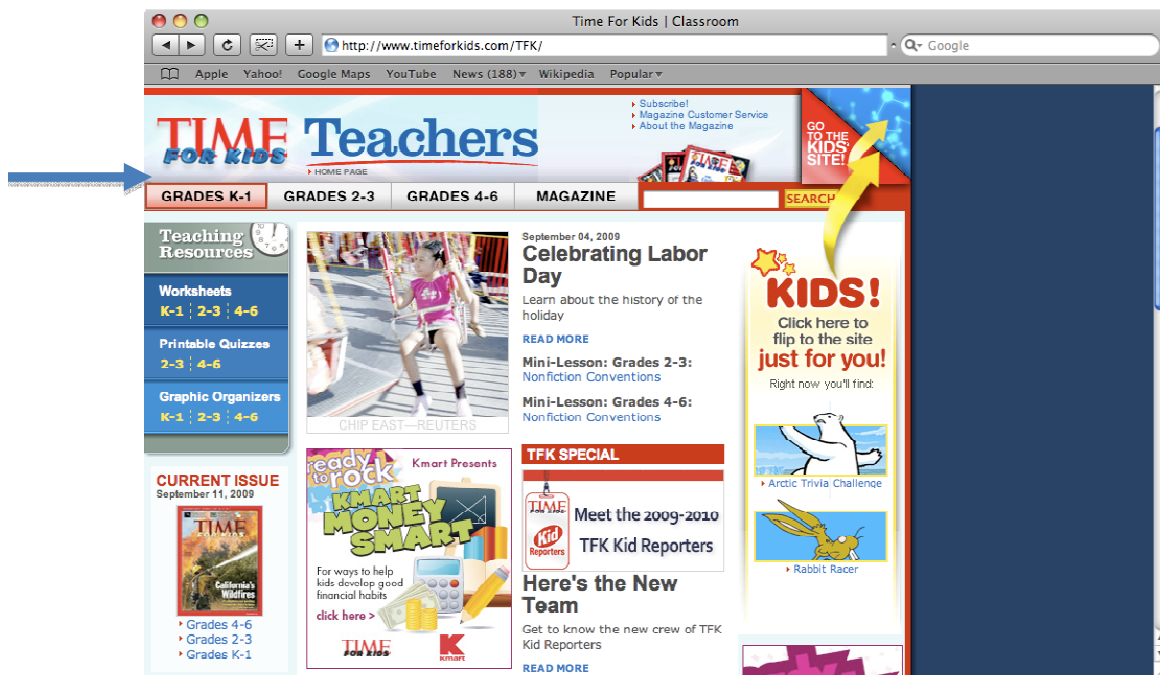 Time For Kids | Classroom
http://www.timeforkids.com/TFK/
Google
Apple Yahoo! Google Maps YouTube News (188) Wikipedia Popular
TIME
FOR KIDS
Teachers
HOME PAGE
Subscribe!
Magazine Customer Service
About the Magazine
GO
TO THE
KIDS'
SITE!
GRADES K-1 GRADES 2-3 GRADES 4-6 MAGAZINE
SEARCH
Teaching
Resources
Worksheets
K-1 2-3 4-6
Printable Quizzes
2-3 4-6
Graphic Organizers
K-1 2-3 4-6
CURRENT ISSUE
September 11, 2009
TIME
California's
Wildfires
Grades 4-6
Grades 2-3
Grades K-1
CHIP EAST—REUTERS
ready
to rock
Kmart Presents
KMART
MONEY
SMART
For ways to help
kids develop good
financial habits
click here >
TIME
FOR KIDS
K
kmart
September 04, 2009
Celebrating Labor
Day
Learn about the history of the
holiday
READ MORE
Mini-Lesson: Grades 2-3:
Nonfiction Conventions
Mini-Lesson: Grades 4-6:
Nonfiction Conventions
TFK SPECIAL
TIME
FOR KIDS
Kid
Reporters
Meet the 2009-2010
TFK Kid Reporters
Here's the New
Team
Get to know the new crew of TFK
Kid Reporters
READ MORE
KIDS!
Click here to
flip to the site
just for you!
Right now you'll find:
Arctic Trivia Challenge
Rabbit Racer